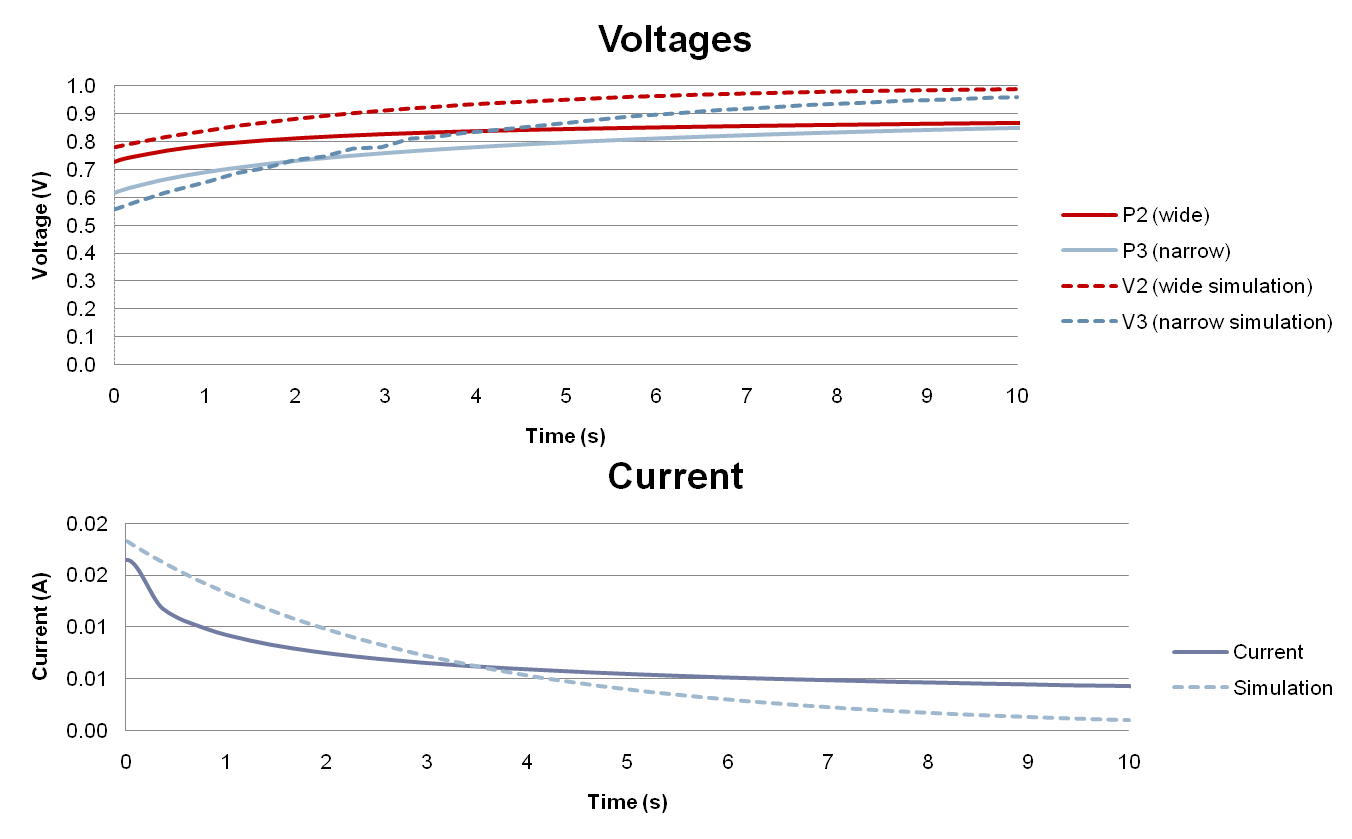 Voltages
1.0
0.9
0.8
0.7
0.6
0.5
0.4
0.3
0.2
0.1
0.0
Voltage (V)
0 1 2 3 4 5 6 7 8 9 10
Time (s)
P2 (wide)
P3 (narrow)
V2 (wide simulation)
V3 (narrow simulation)
Current
0.02
0.02
0.01
0.01
0.00
Current (A)
0 1 2 3 4 5 6 7 8 9 10
Time (s)
Current
Simulation